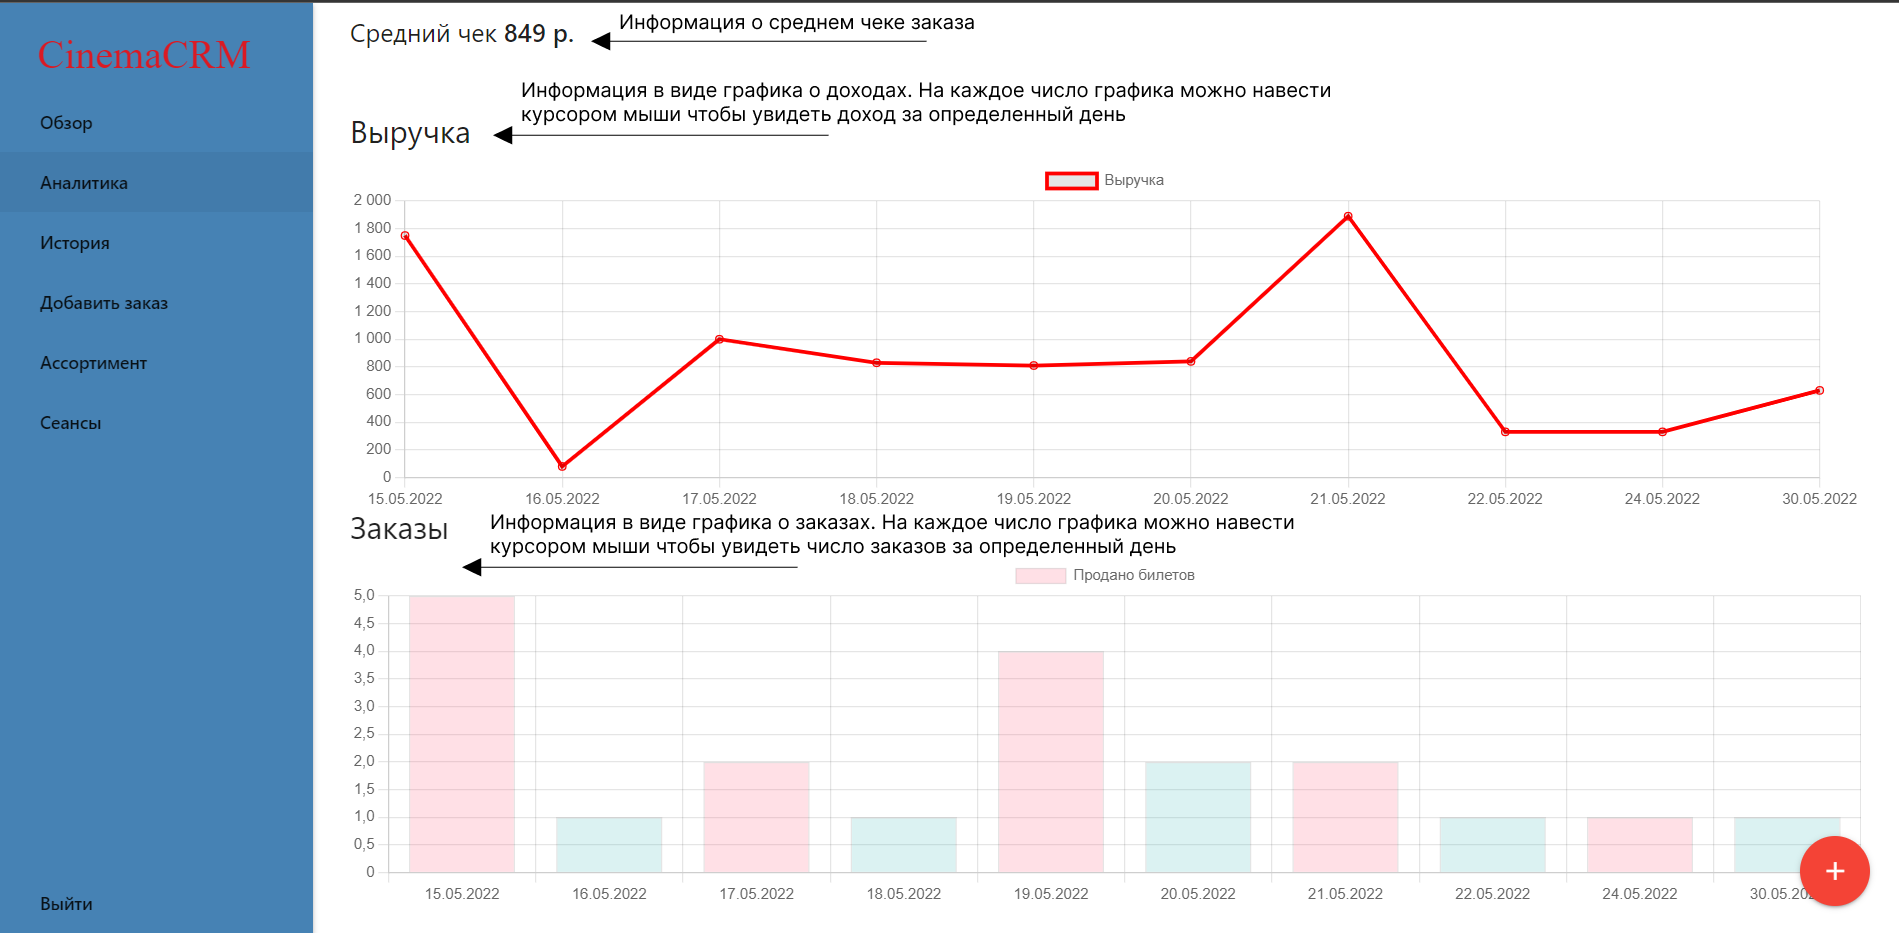 CinemaCRM
Обзор
Аналитика
История
Добавить заказ
Ассортимент
Сеансы
Выйти
Средний чек 849 р.
Информация о среднем чеке заказа
Информация в виде графика о доходах. На каждое число графика можно навести
курсором мыши чтобы увидеть доход за определенный день
Выручка
Выручка
2 000
1 800
1 600
1 400
1 200
1 000
800
600
400
200
0
15.05.2022 16.05.2022 17.05.2022 18.05.2022 19.05.2022 20.05.2022 21.05.2022 22.05.2022 24.05.2022 30.05.2022
Заказы
Информация в виде графика о заказах. На каждое число графика можно навести
курсором мыши чтобы увидеть число заказов за определенный день
Продано билетов
5,0
4,5
4,0
3,5
3,0
2,5
2,0
1,5
1,0
0,5
0
15.05.2022 16.05.2022 17.05.2022 18.05.2022 19.05.2022 20.05.2022 21.05.2022 22.05.2022 24.05.2022 30.05.20
+